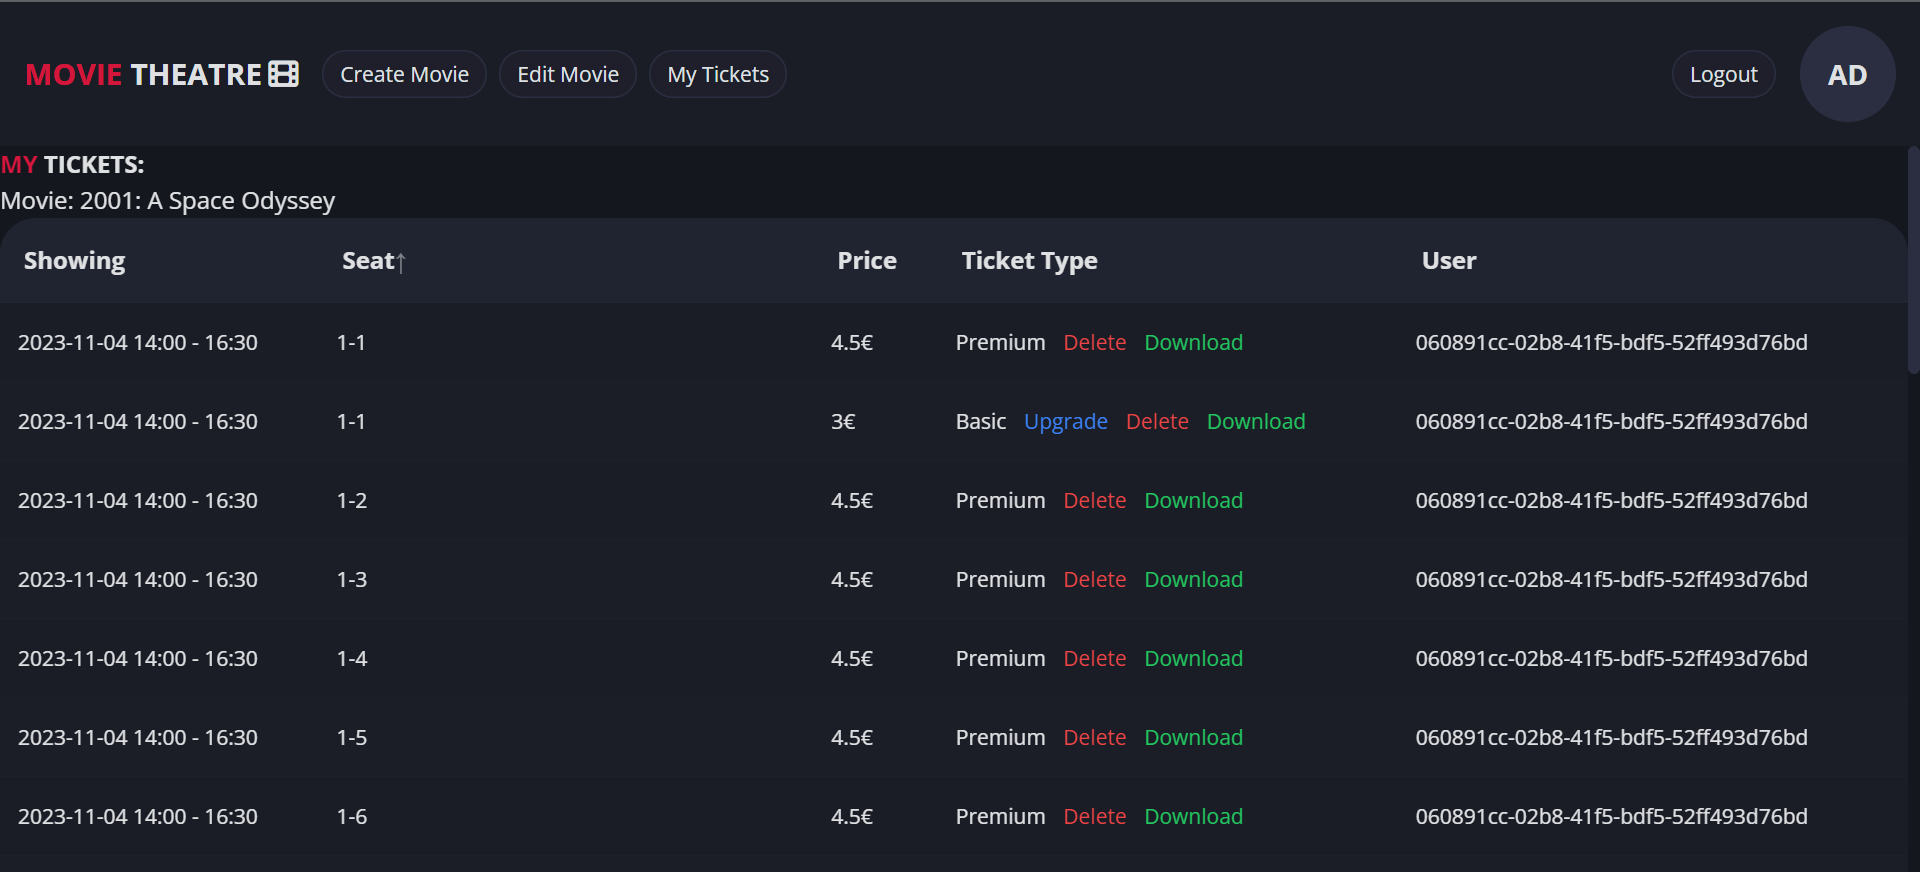 MOVIE THEATRE Create Movie Edit Movie My Tickets Logout AD
MY TICKETS:
Movie: 2001: A Space Odyssey
Showing Seat↑ Price Ticket Type User
2023-11-04 14:00 - 16:30 1-1 4.5€ Premium Delete Download 060891cc-02b8-41f5-bdf5-52ff493d76bd
2023-11-04 14:00 - 16:30 1-1 3€ Basic Upgrade Delete Download 060891cc-02b8-41f5-bdf5-52ff493d76bd
2023-11-04 14:00 - 16:30 1-2 4.5€ Premium Delete Download 060891cc-02b8-41f5-bdf5-52ff493d76bd
2023-11-04 14:00 - 16:30 1-3 4.5€ Premium Delete Download 060891cc-02b8-41f5-bdf5-52ff493d76bd
2023-11-04 14:00 - 16:30 1-4 4.5€ Premium Delete Download 060891cc-02b8-41f5-bdf5-52ff493d76bd
2023-11-04 14:00 - 16:30 1-5 4.5€ Premium Delete Download 060891cc-02b8-41f5-bdf5-52ff493d76bd
2023-11-04 14:00 - 16:30 1-6 4.5€ Premium Delete Download 060891cc-02b8-41f5-bdf5-52ff493d76bd